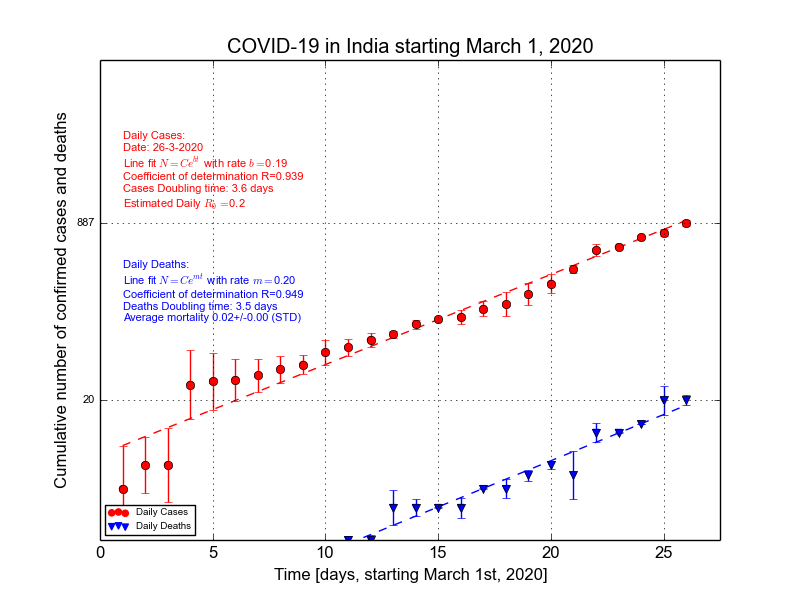 COVID-19 in India starting March 1, 2020
Daily Cases:
Date: 26-3-2020
Line fit N = Ce^{bt} with rate b =0.19
Coefficient of determination R=0.939
Cases Doubling time: 3.6 days
Estimated Daily R_0 =0.2
887
Daily Deaths:
Line fit N = Ce^{mt} with rate m =0.20
Coefficient of determination R=0.949
Deaths Doubling time: 3.5 days
Average mortality 0.02+/-0.00 (STD)
20
Cumulative number of confirmed cases and deaths
Daily Cases
Daily Deaths
0 5 10 15 20 25
Time [days, starting March 1st, 2020]